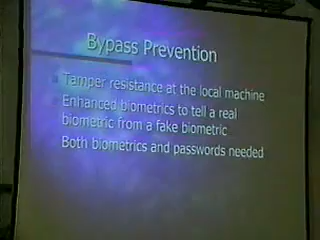 Bypass Prevention
Tamper resistance at the local machine
Enhanced biometrics to tell a real
biometric from a fake biometric
Both biometrics and passwords needed